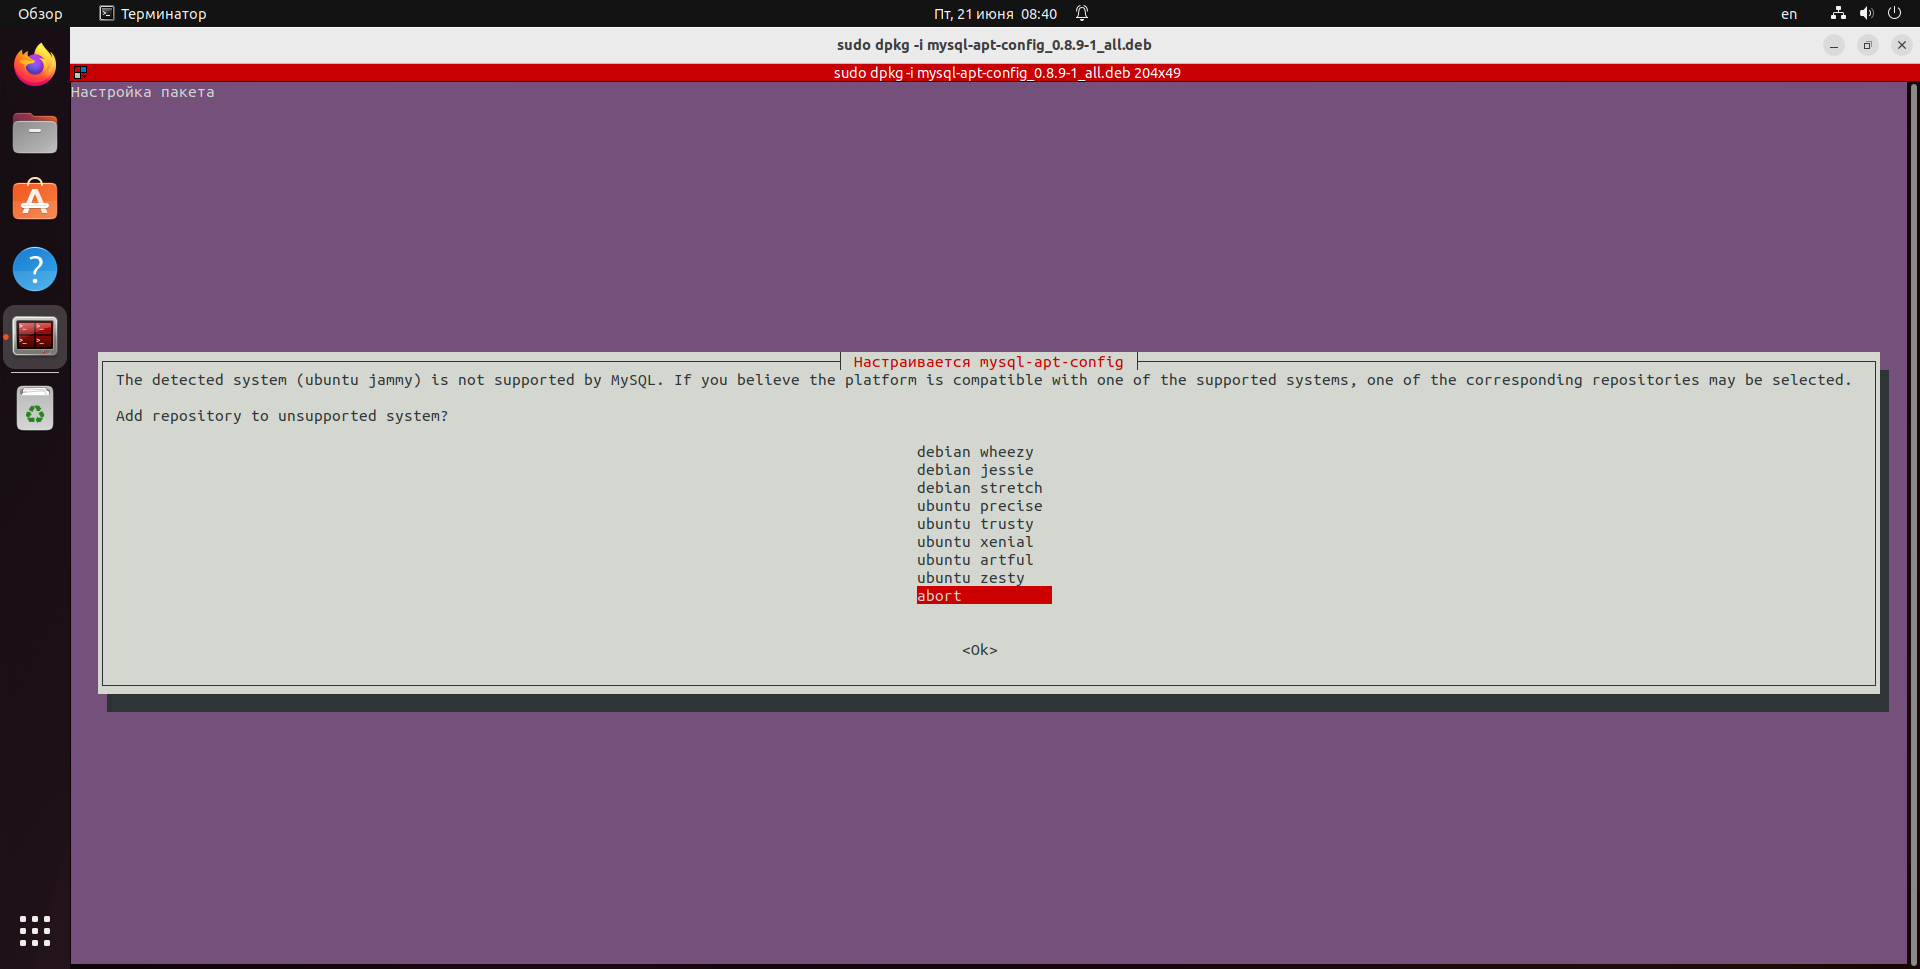 Обзор
Терминатор
Пт, 21 июня 08:40
en
sudo dpkg -i mysql-apt-config_0.8.9-1_all.deb
sudo dpkg -i mysql-apt-config_0.8.9-1_all.deb 204x49
Настройка пакета
Настраивается mysql-apt-config
The detected system (ubuntu jammy) is not supported by MySQL. If you believe the platform is compatible with one of the supported systems, one of the corresponding repositories may be selected.
Add repository to unsupported system?
debian wheezy
debian jessie
debian stretch
ubuntu precise
ubuntu trusty
ubuntu xenial
ubuntu artful
ubuntu zesty
abort
<Ok>